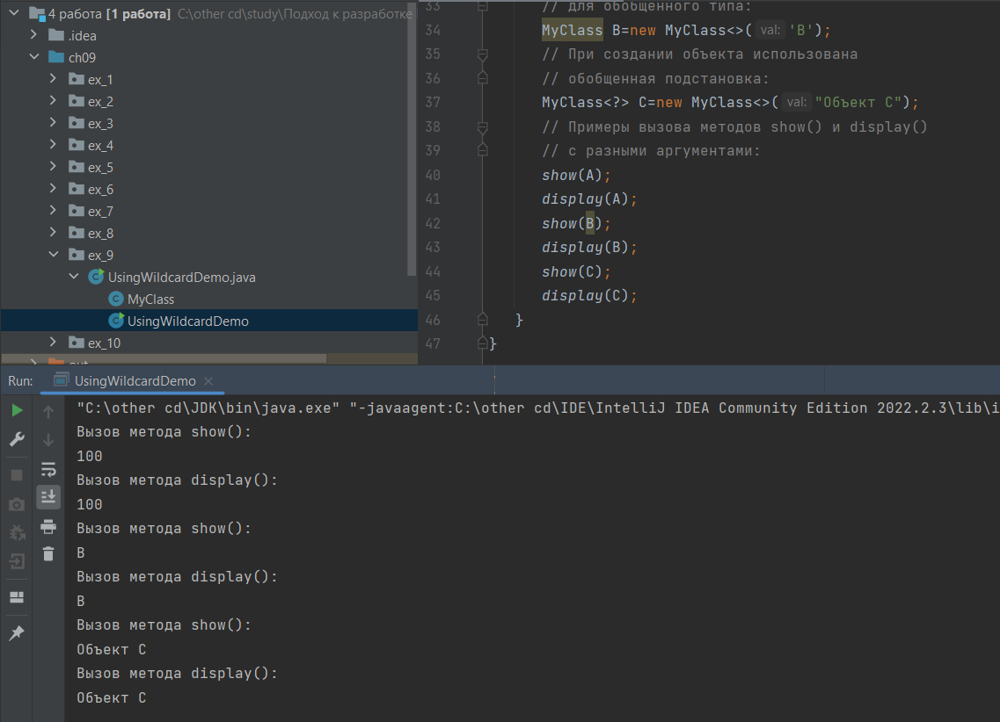 4 работа [1 работа] C:\other cd\study\Подход к разработке
.idea
ch09
ex_1
ex_2
ex_3
ex_4
ex_5
ex_6
ex_7
ex_8
ex_9
UsingWildcardDemo.java
MyClass
UsingWildcardDemo
ex_10
out
33 // для обобщенного типа:
34 MyClass B=new MyClass<>( val: 'B');
35 // При создании объекта использована
36 // обобщенная подстановка:
37 MyClass<?> C=new MyClass<>( val: "Объект C");
38 // Примеры вызова методов show() и display()
39 // с разными аргументами:
40 show(A);
41 display(A);
42 show(B);
43 display(B);
44 show(C);
45 display(C);
46 }
47 }
Run: UsingWildcardDemo
"C:\other cd\JDK\bin\java.exe" "-javaagent:C:\other cd\IDE\IntelliJ IDEA Community Edition 2022.2.3\lib\i
Вызов метода show():
100
Вызов метода display():
100
Вызов метода show():
B
Вызов метода display():
B
Вызов метода show():
Объект C
Вызов метода display():
Объект C